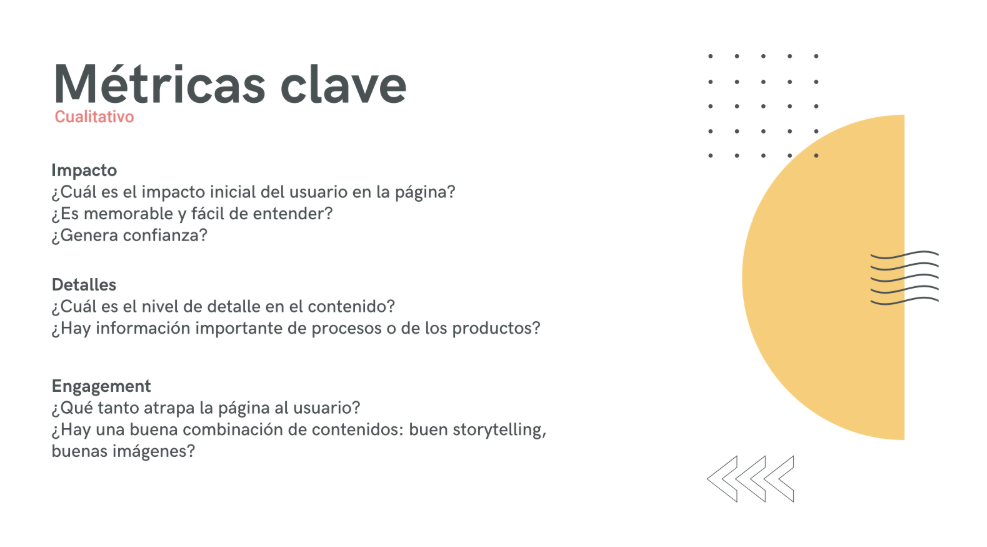 Métricas clave
Cualitativo
Impacto
¿Cuál es el impacto inicial del usuario en la página?
¿Es memorable y fácil de entender?
¿Genera confianza?
Detalles
¿Cuál es el nivel de detalle en el contenido?
¿Hay información importante de procesos o de los productos?
Engagement
¿Qué tanto atrapa la página al usuario?
¿Hay una buena combinación de contenidos: buen storytelling,
buenas imágenes?